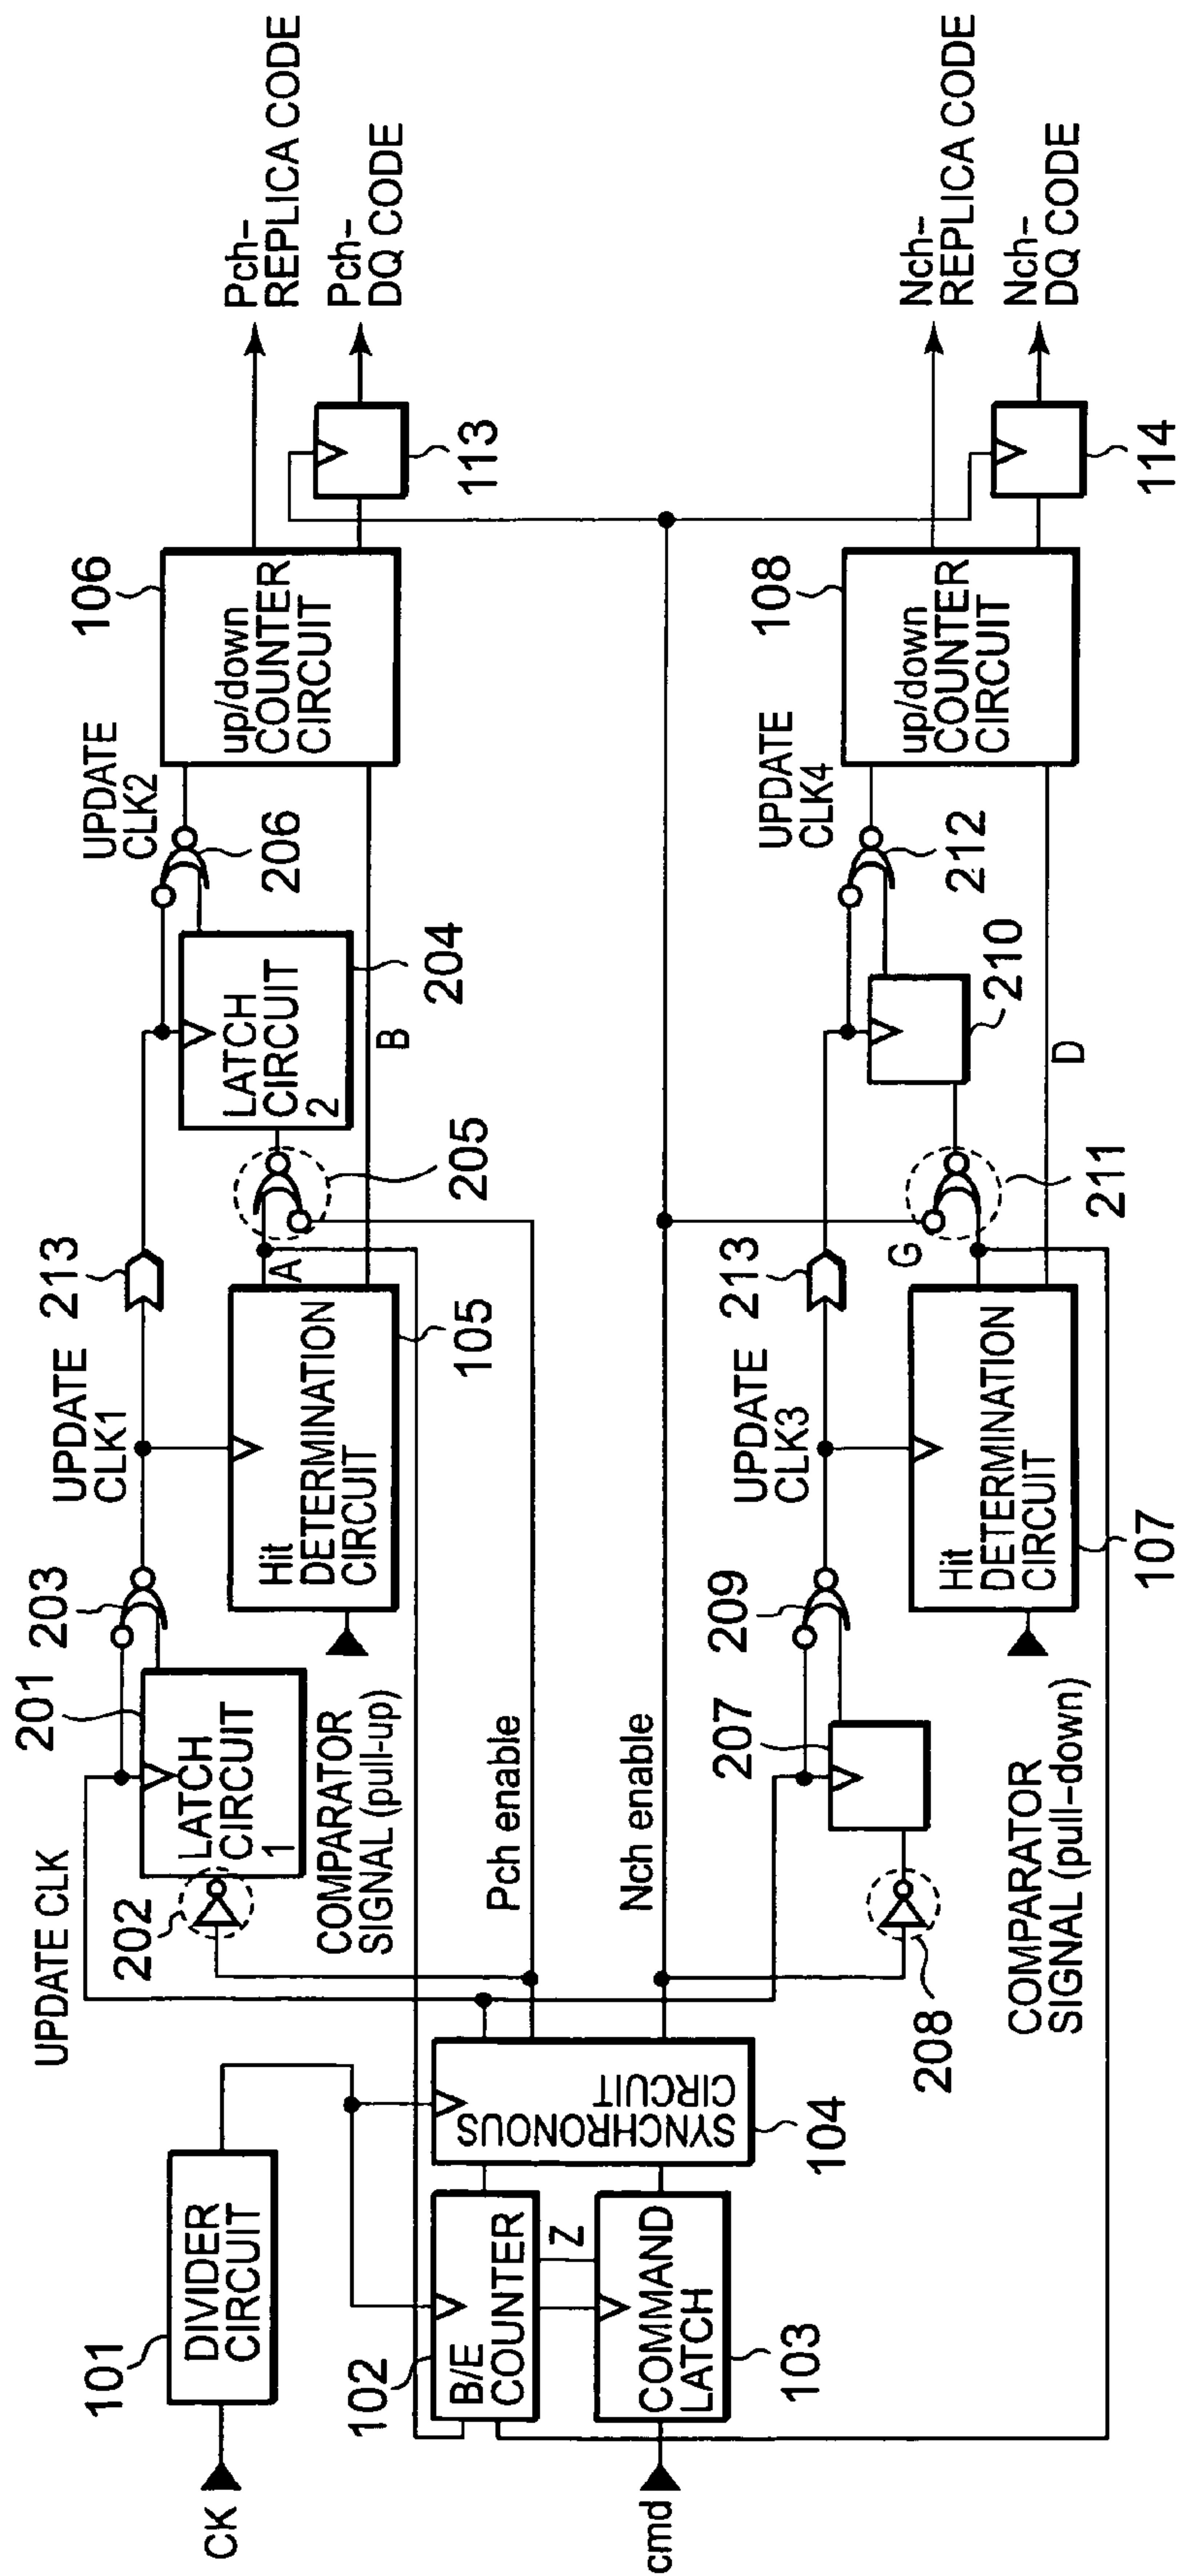 CK
101
DIVIDER
CIRCUIT
cmd
102
B/E
COUNTER
Z
COMMAND
LATCH
103
SYNCHRONOUS
CIRCUIT
104
UPDATE CLK
202
201
LATCH
CIRCUIT
1
203
UPDATE
CLK1
213
COMPARATOR
SIGNAL (pull-up)
Hit
DETERMINATION
CIRCUIT
105
A
205
LATCH
CIRCUIT
2
204
B
UPDATE
CLK2
206
106
up/down
COUNTER
CIRCUIT
113
Pch-
REPLICA CODE
Pch-
DQ CODE
Pch enable
Nch enable
208
207
209
UPDATE
CLK3
213
COMPARATOR
SIGNAL (pull-down)
Hit
DETERMINATION
CIRCUIT
107
G
211
210
D
UPDATE
CLK4
212
108
up/down
COUNTER
CIRCUIT
114
Nch-
REPLICA CODE
Nch-
DQ CODE